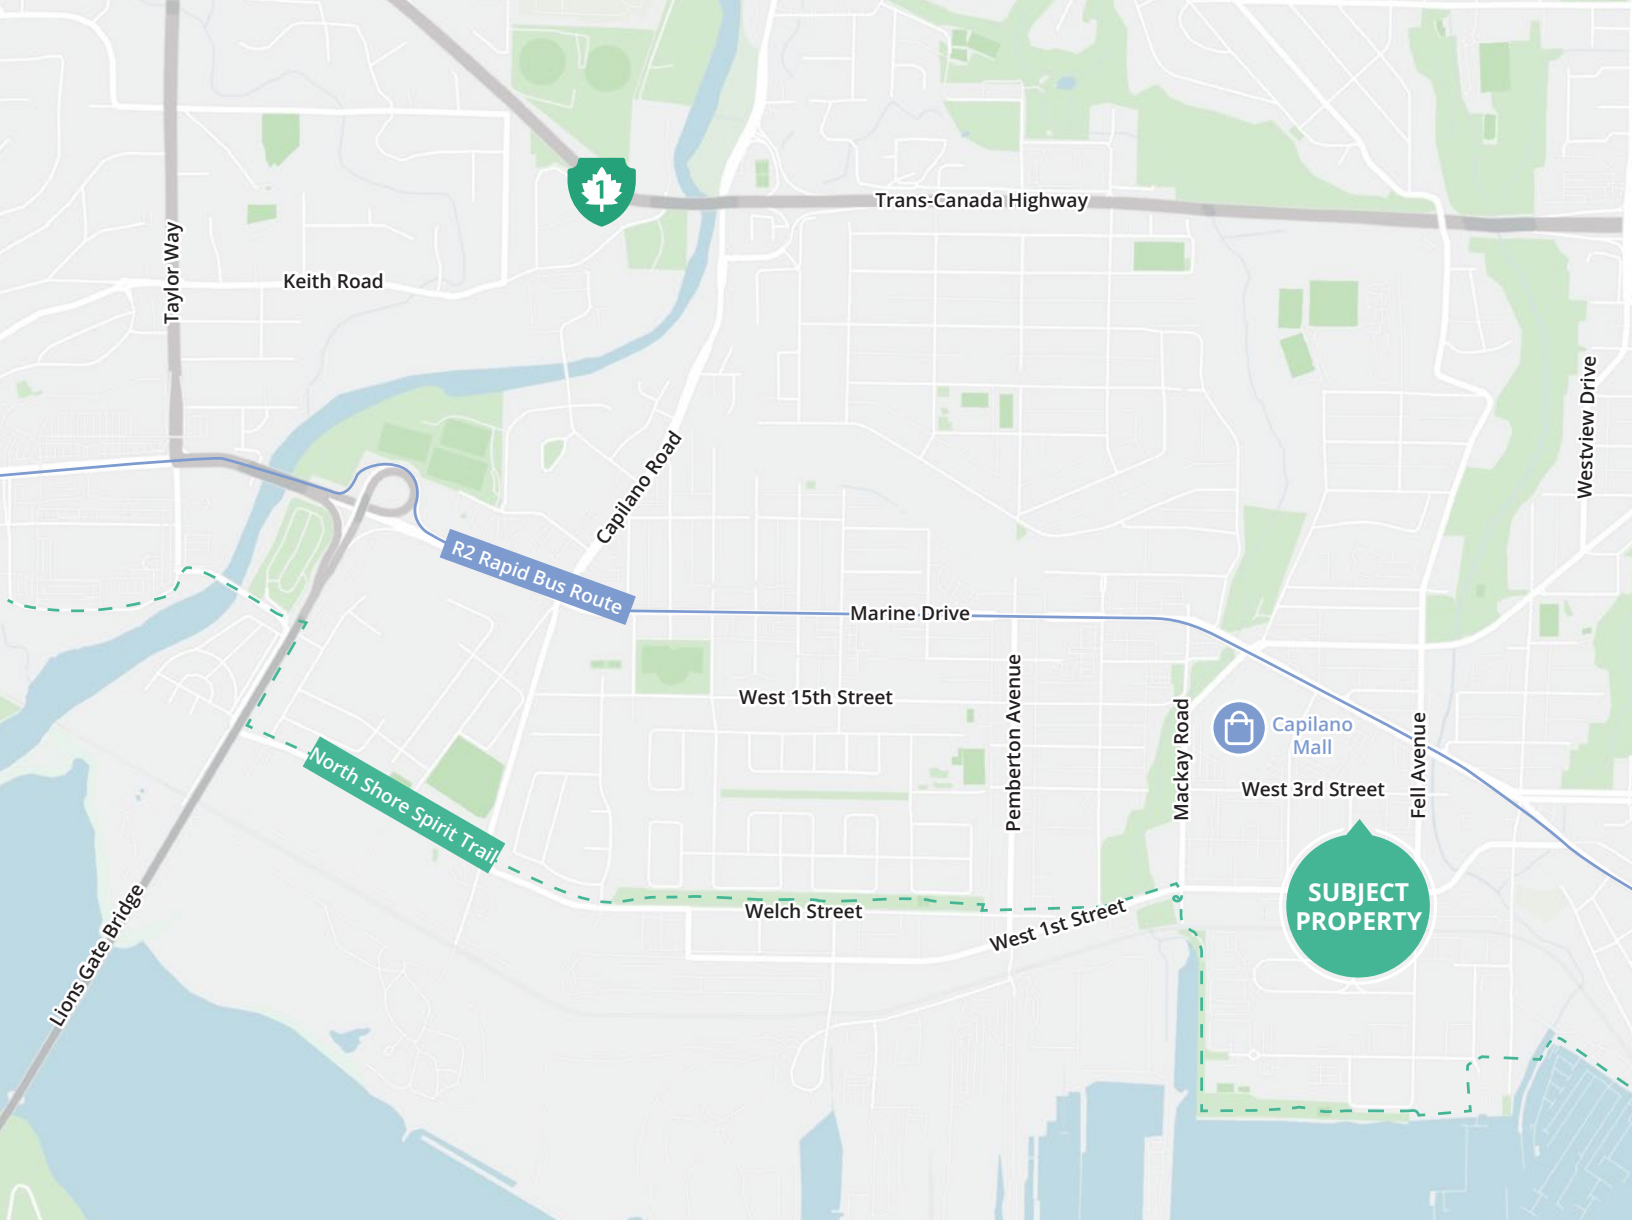 1
Trans-Canada Highway
Taylor Way
Keith Road
Westview Drive
Capilano Road
R2 Rapid Bus Route
Marine Drive
West 15th Street
Pemberton Avenue
Mackay Road
Capilano
Mall
Fell Avenue
West 3rd Street
North Shore Spirit Trail
SUBJECT
PROPERTY
Welch Street
West 1st Street
Lions Gate Bridge